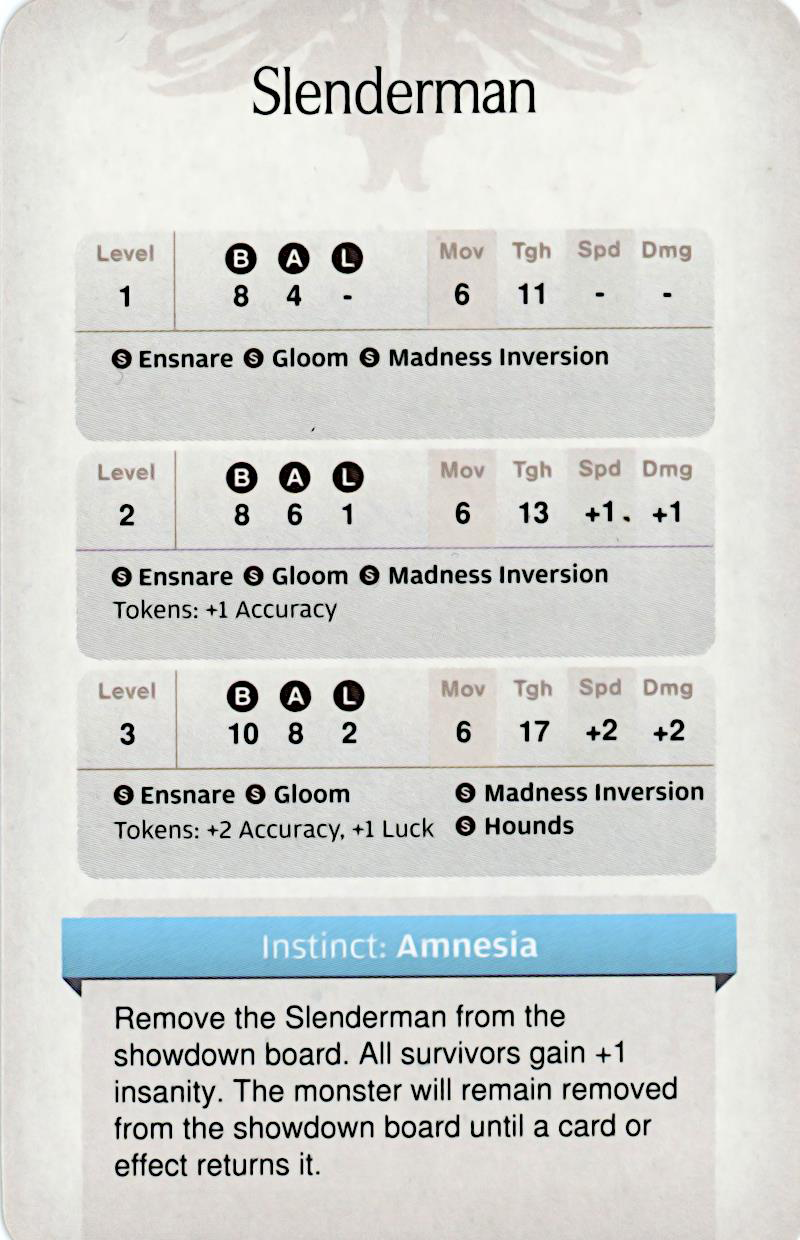 Slenderman
Level B A L Mov Tgh Spd Dmg
1 8 4 - 6 11 - -
S Ensnare S Gloom S Madness Inversion
Level B A L Mov Tgh Spd Dmg
2 8 6 1 6 13 +1 +1
S Ensnare S Gloom S Madness Inversion
Tokens: +1 Accuracy
Level B A L Mov Tgh Spd Dmg
3 10 8 2 6 17 +2 +2
S Ensnare S Gloom S Madness Inversion
Tokens: +2 Accuracy, +1 Luck S Hounds
Instinct: Amnesia
Remove the Slenderman from the
showdown board. All survivors gain +1
insanity. The monster will remain removed
from the showdown board until a card or
effect returns it.